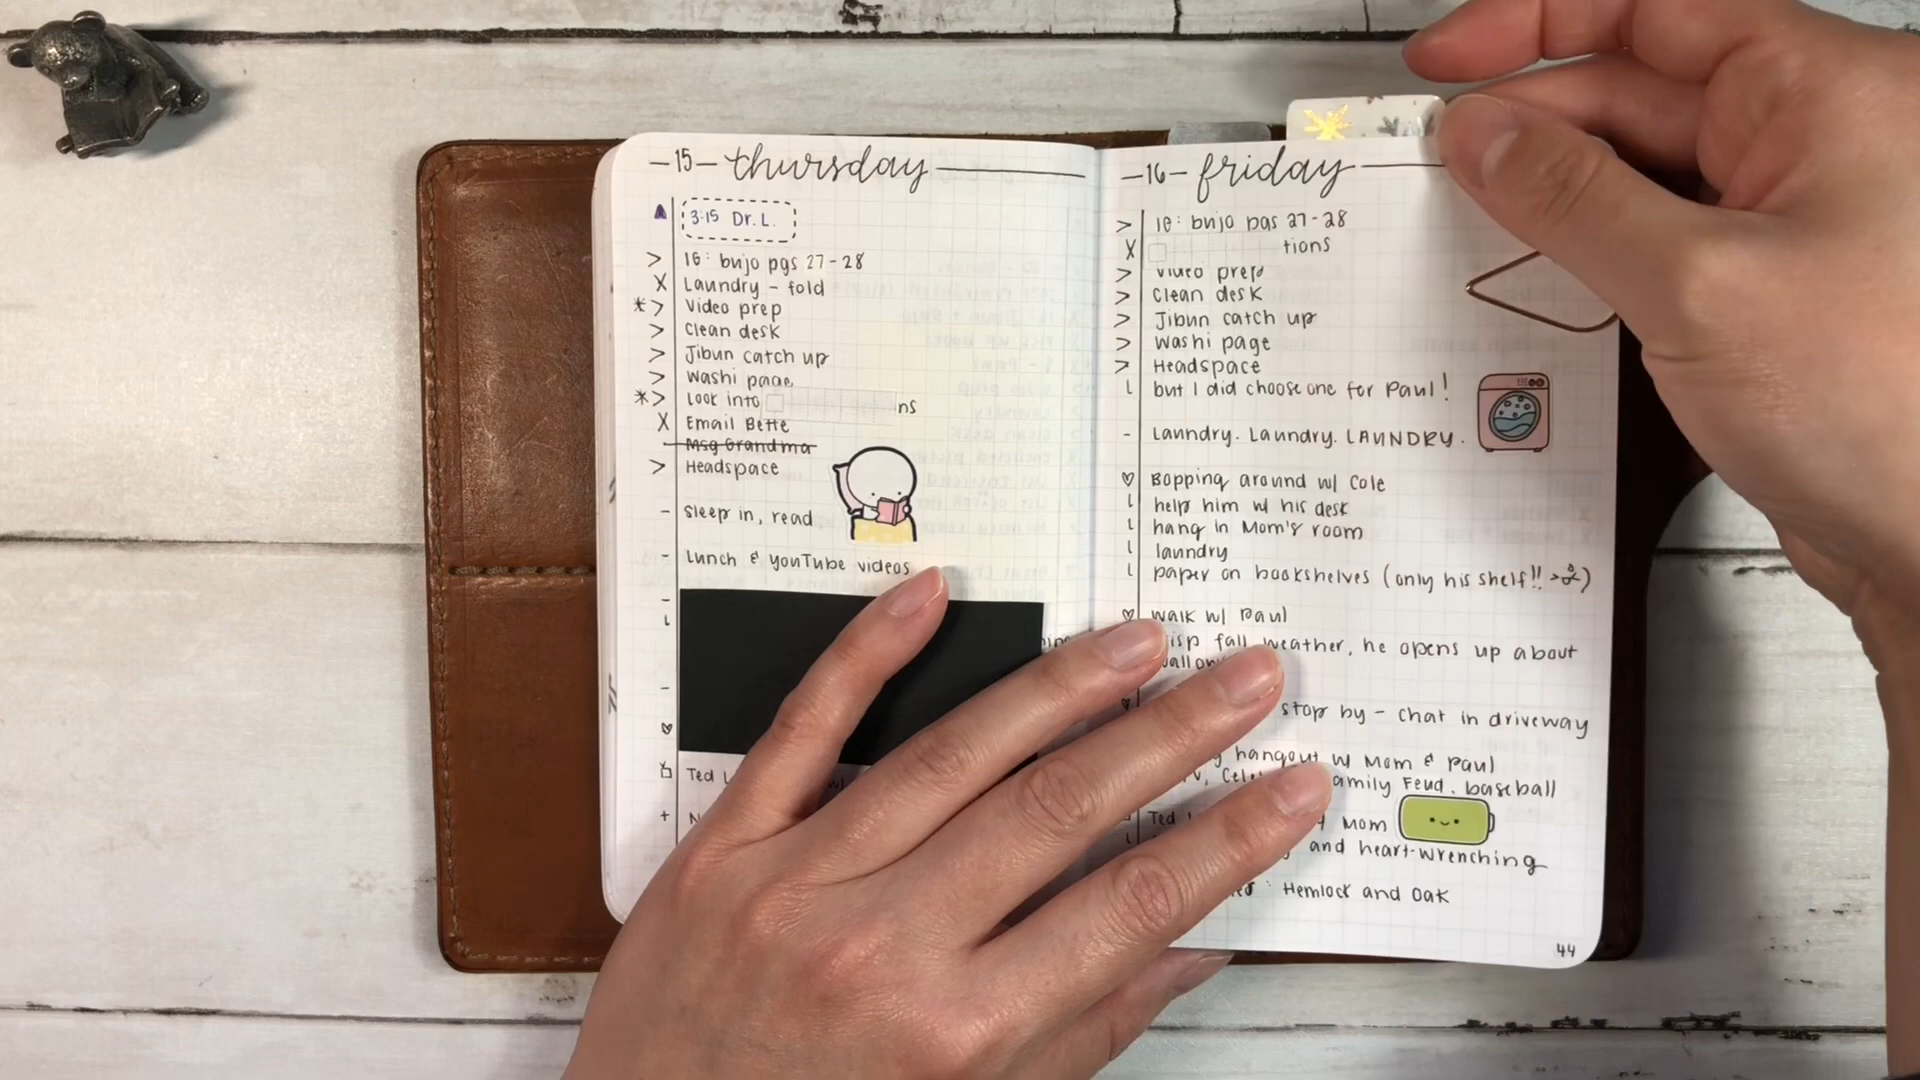 -15- thursday
3:15 Dr. L.
> IG: bujo pgs 27-28
X Laundry - fold
*> Video prep
> Clean desk
> Jibun catch up
> Washi page
*> Look into ns
X Email Bette
Msg Grandma
> Headspace
- sleep in, read
- Lunch & YouTube videos
Ted
+ N
-16- friday
> IG: bujo pgs 27-28
X tions
> Video prep
> Clean desk
> Jibun catch up
> Washi page
> Headspace
but I did choose one for Paul!
- Laundry. Laundry. LAUNDRY.
♡ Bopping around w/ Cole
help him w/ his desk
hang in Mom's room
laundry
paper on bookshelves (only his shelf!!
♡ walk w/ Paul
isp fall weather, he opens up about
stop by - chat in driveway
hangout w/ Mom & Paul
amily Feud, baseball
Ted Mom
and heart-wrenching
: Hemlock and Oak
44